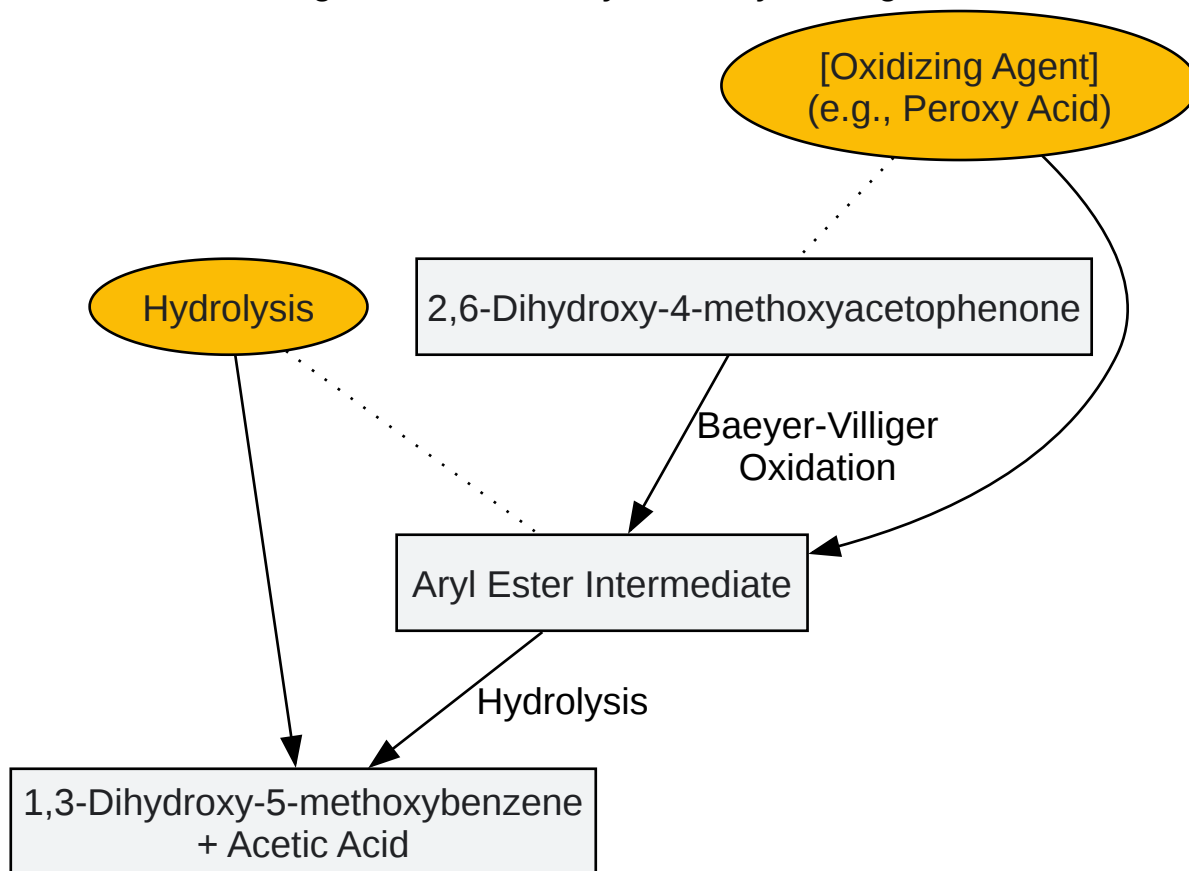 [Oxidizing Agent]
(e.g., Peroxy Acid)
Hydrolysis
2,6-Dihydroxy-4-methoxyacetophenone
Baeyer-Villiger
Oxidation
Aryl Ester Intermediate
Hydrolysis
1,3-Dihydroxy-5-methoxybenzene
+ Acetic Acid